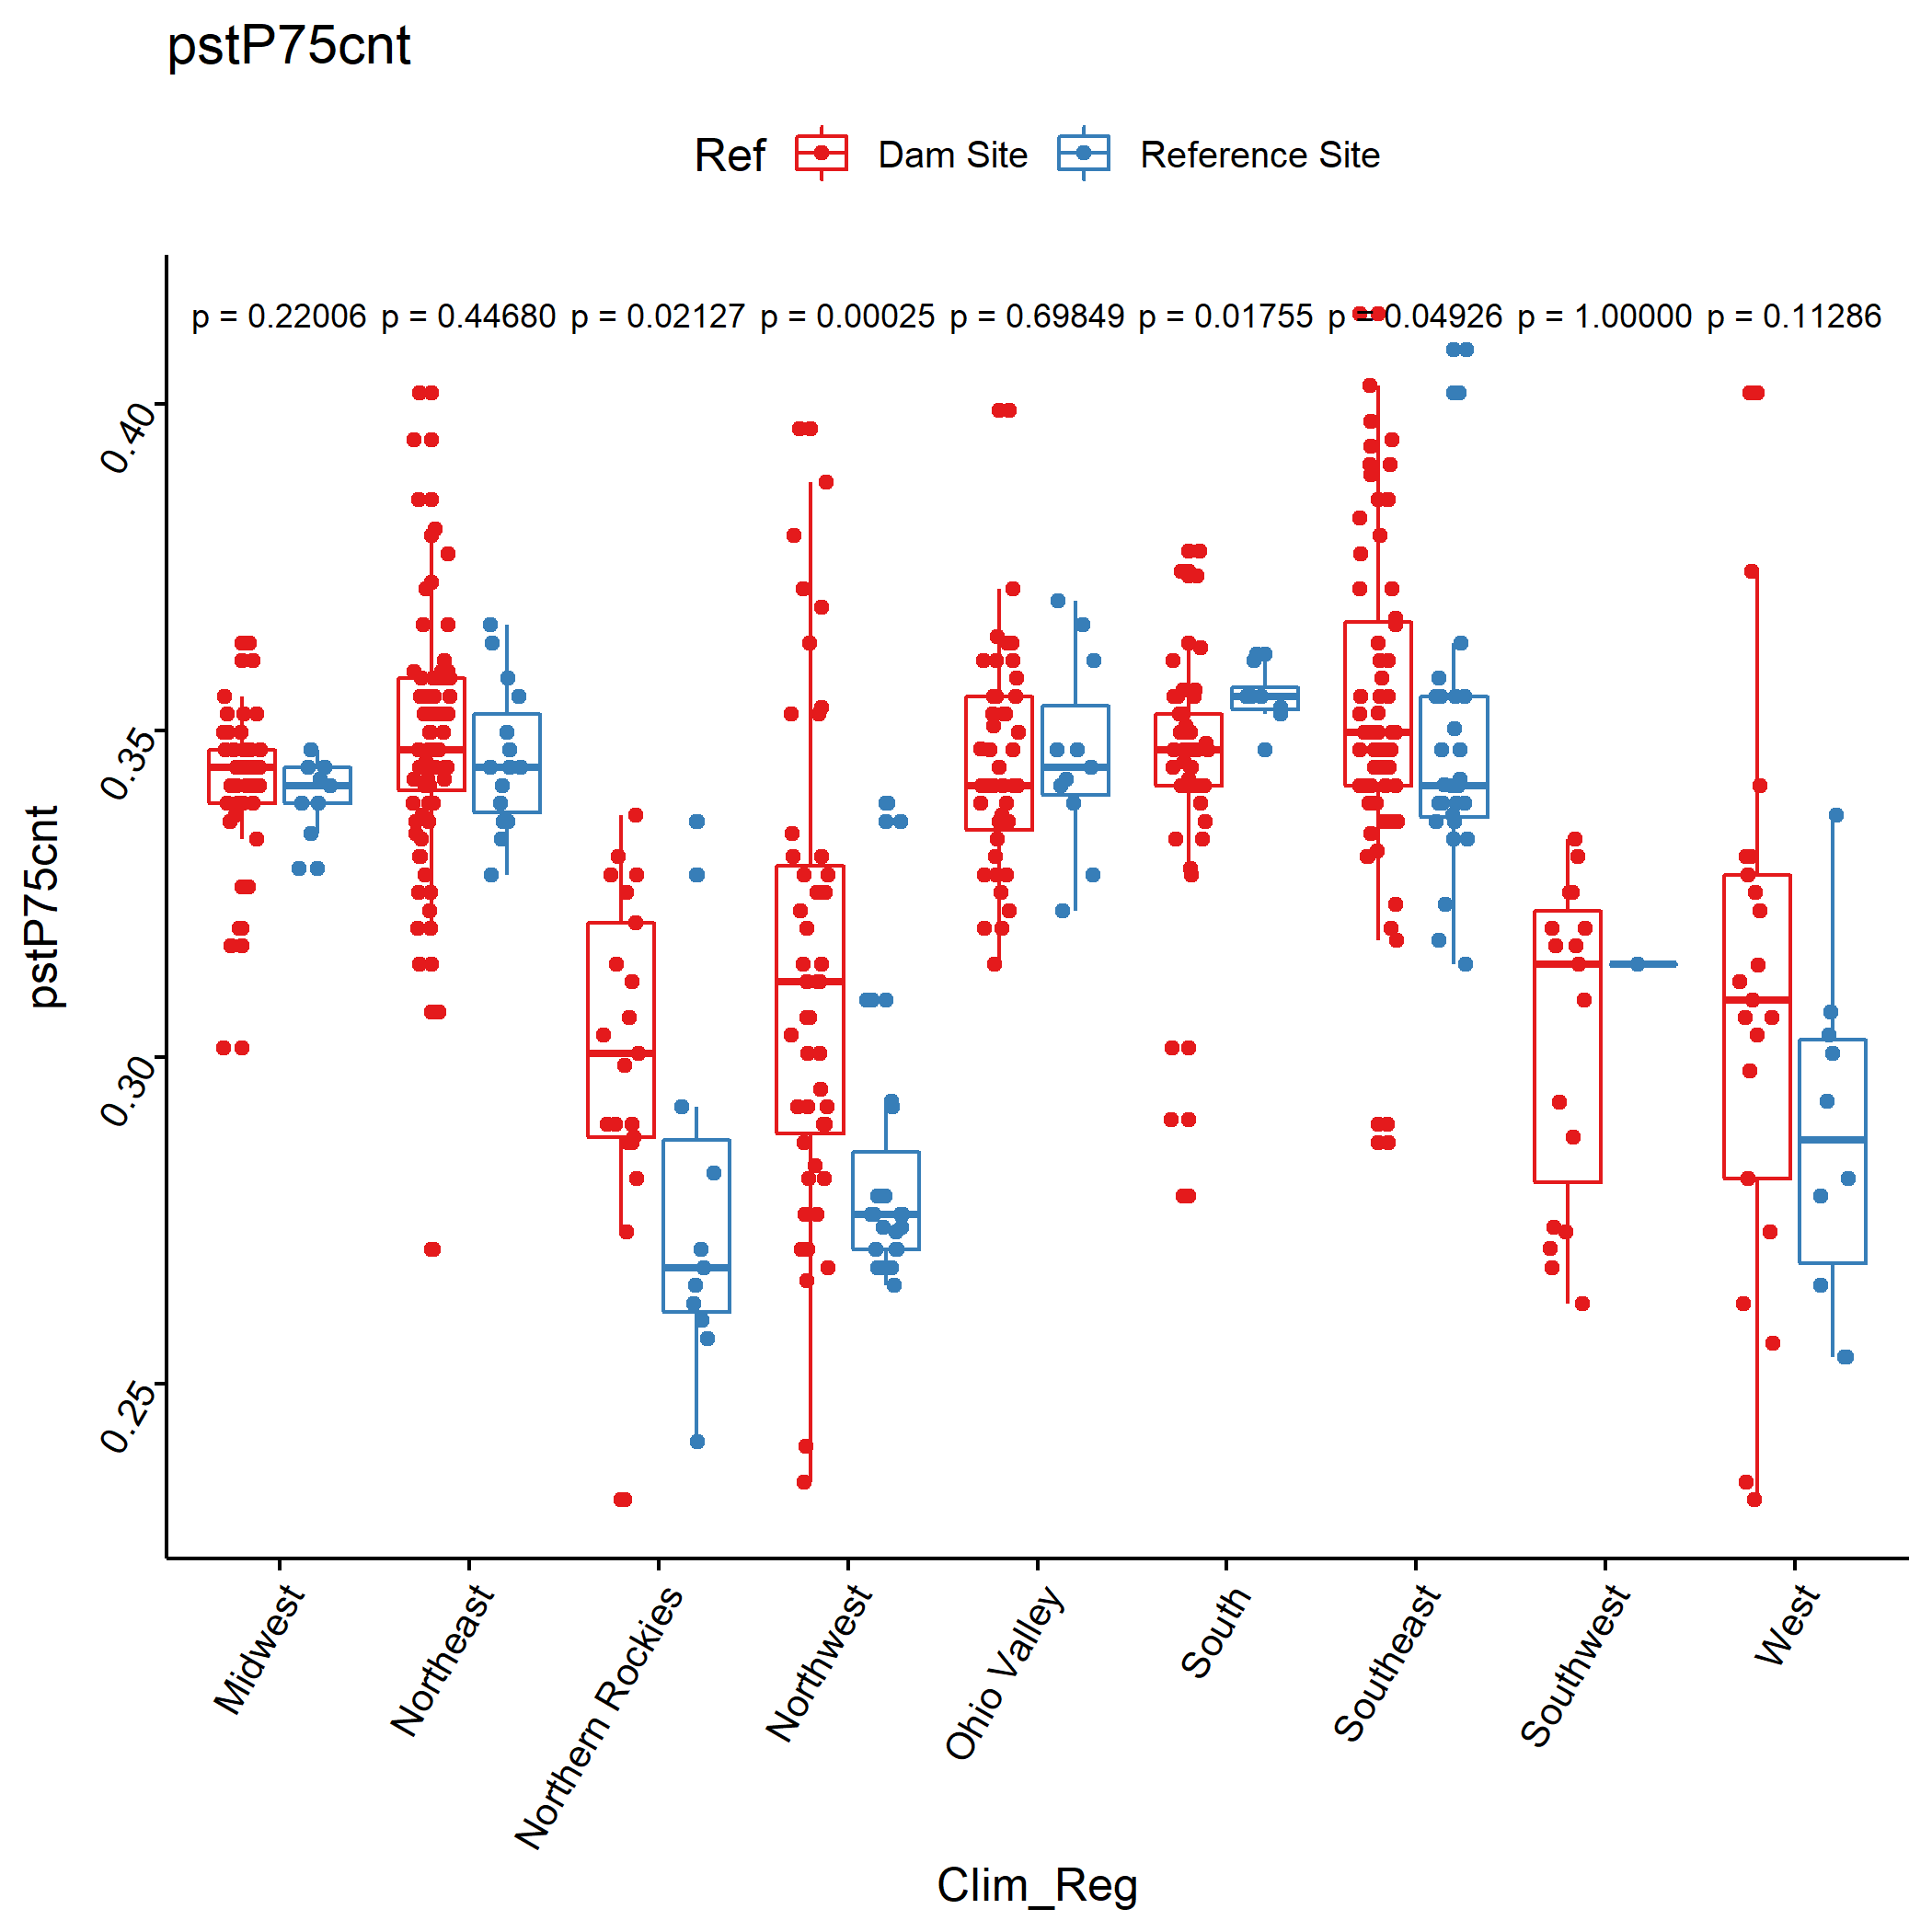 pstP75cnt
Ref Dam Site Reference Site
p = 0.22006 p = 0.44680 p = 0.02127 p = 0.00025 p = 0.69849 p = 0.01755 p = 0.04926 p = 1.00000 p = 0.11286
0.40
0.35
0.30
0.25
pstP75cnt
Midwest Northeast Northern Rockies Northwest Ohio Valley South Southeast Southwest West
Clim_Reg